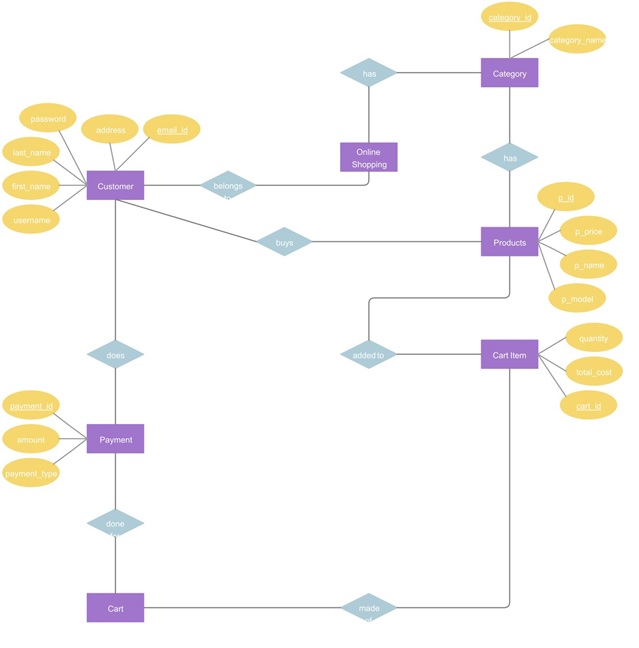 category_id
category_name
has
Category
password
address
email_id
last_name
Online
Shopping
has
first_name
Customer
belongs
username
p_id
p_price
buys
Products
p_name
p_model
quantity
does
added to
Cart Item
total_cost
payment_id
cart_id
amount
Payment
payment_type
done
Cart
made
of